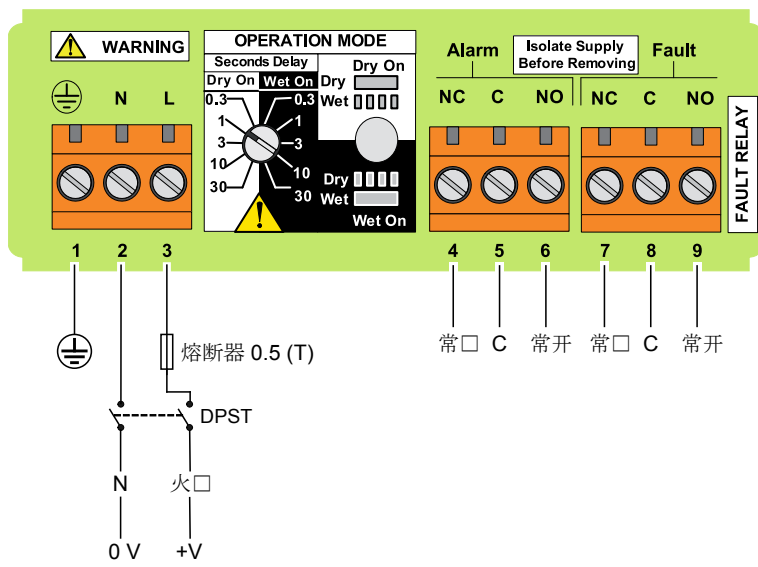 WARNING
OPERATION MODE
Seconds Delay
Dry On Wet On
0.3 0.3
1 1
3 3
10 10
30 30
Dry On
Dry
Wet
Dry
Wet
Wet On
Alarm
Isolate Supply
Before Removing
Fault
N L
NC C NO NC C NO
FAULT RELAY
1 2 3 4 5 6 7 8 9
常□ C 常开 常□ C 常开
熔断器 0.5 (T)
DPST
N 火□
0 V +V